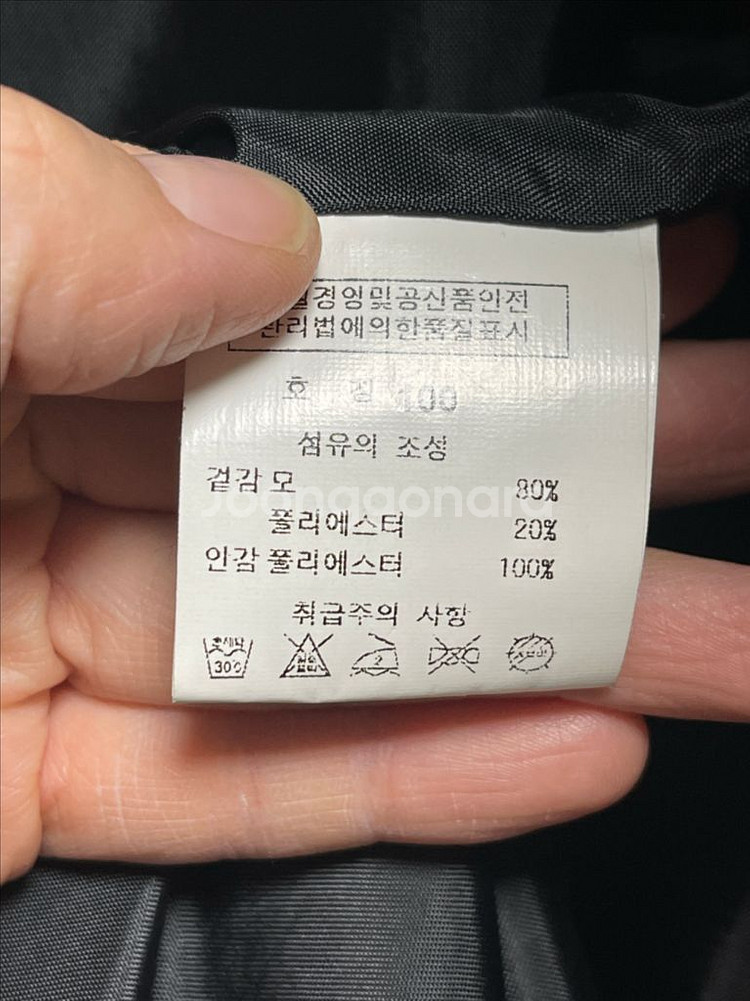 질경영및공산품안전
관리법에의한품질표시
호 칭 100
섬유의 조성
겉감 모 80%
폴리에스터 20%
안감 폴리에스터 100%
취급주의 사항
30℃
Joonggonara